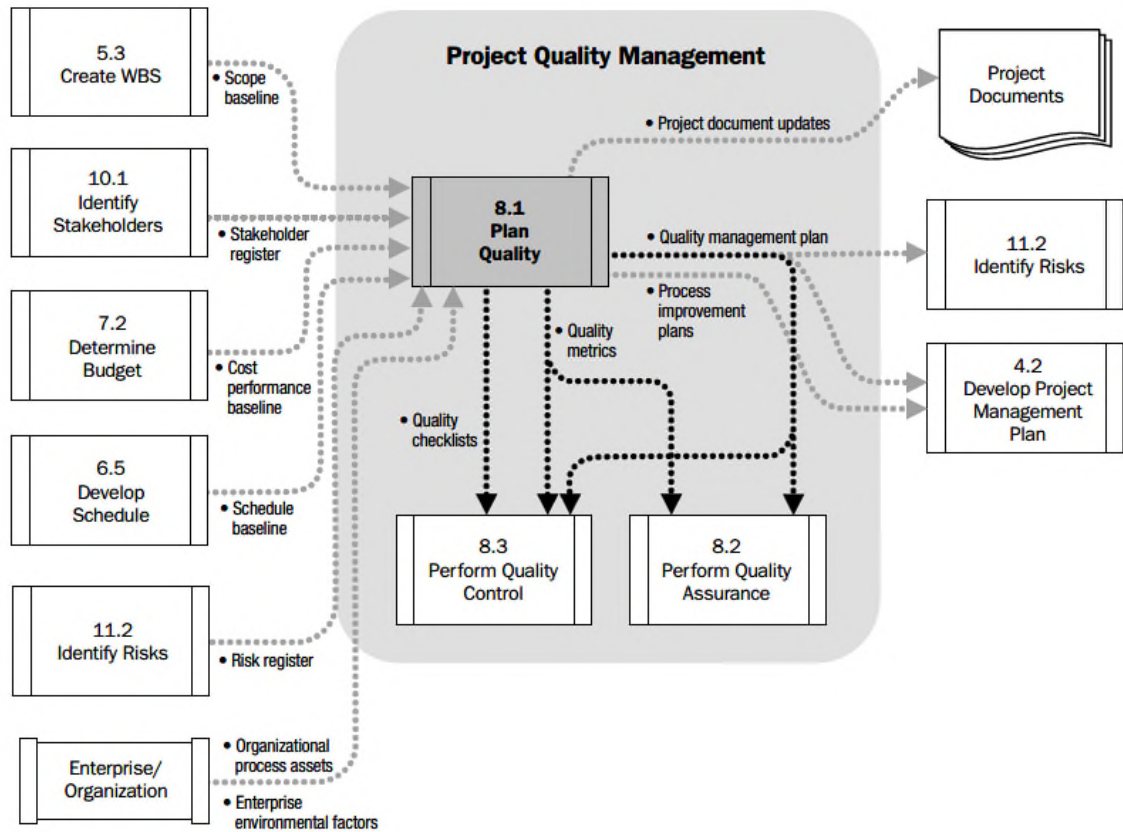 Project Quality Management
5.3
Create WBS
• Scope
baseline
10.1
Identify
Stakeholders
• Stakeholder
register
7.2
Determine
Budget
• Cost
performance
baseline
6.5
Develop
Schedule
• Schedule
baseline
11.2
Identify Risks
• Risk register
Enterprise/
Organization
• Organizational
process assets
• Enterprise
environmental factors
8.1
Plan
Quality
• Project document updates
• Quality management plan
• Process
improvement
plans
• Quality
metrics
• Quality
checklists
8.3
Perform Quality
Control
8.2
Perform Quality
Assurance
Project
Documents
11.2
Identify Risks
4.2
Develop Project
Management
Plan